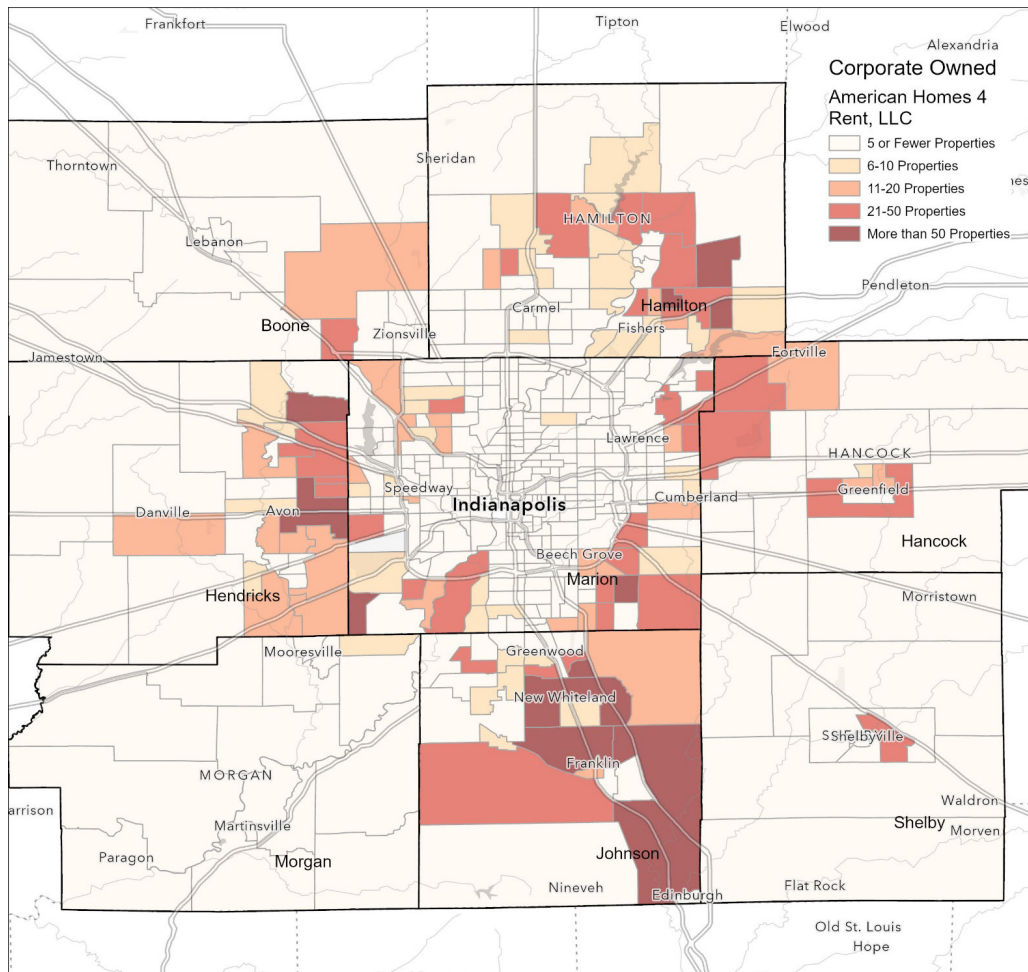 Frankfort
Tipton
Elwood
Alexandria
Corporate Owned
American Homes 4
Rent, LLC
5 or Fewer Properties
6-10 Properties
11-20 Properties
21-50 Properties
More than 50 Properties
Thorntown
Sheridan
HAMILTON
Lebanon
Pendleton
Carmel
Hamilton
Boone
Zionsville
Fishers
Jamestown
Fortville
Lawrence
HANCOCK
Speedway
Greenfield
Cumberland
Indianapolis
Danville
Avon
Hancock
Beech Grove
Marion
Hendricks
Morristown
Mooresville
Greenwood
New Whiteland
Shelbyville
Franklin
MORGAN
arrison
Waldron
Martinsville
Shelby
Morven
Paragon
Morgan
Johnson
Nineveh
Flat Rock
Edinburgh
Old St. Louis
Hope